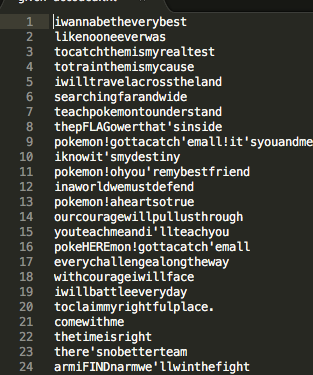 1 iwannabetheverybest
2 likenooneeverwas
3 tocatchthemismyrealtest
4 totrainthemismycause
5 iwilltravelacrosstheland
6 searchingfarandwide
7 teachpokemontounderstand
8 thepFLAGowerthat'sinside
9 pokemon!gottacatch'emall!it'syouandme
10 iknowit'smydestiny
11 pokemon!ohyou'remybestfriend
12 inaworldwemustdefend
13 pokemon!aheartsotrue
14 ourcouragewillpullusthrough
15 youteachmeandi'llteachyou
16 pokeHEREmon!gottacatch'emall
17 everychallengealongtheway
18 withcourageiwillface
19 iwillbattleeveryday
20 toclaimmyrightfulplace.
21 comewithme
22 thetimeisright
23 there'snobetterteam
24 armiFINDnarmwe'llwinthefight